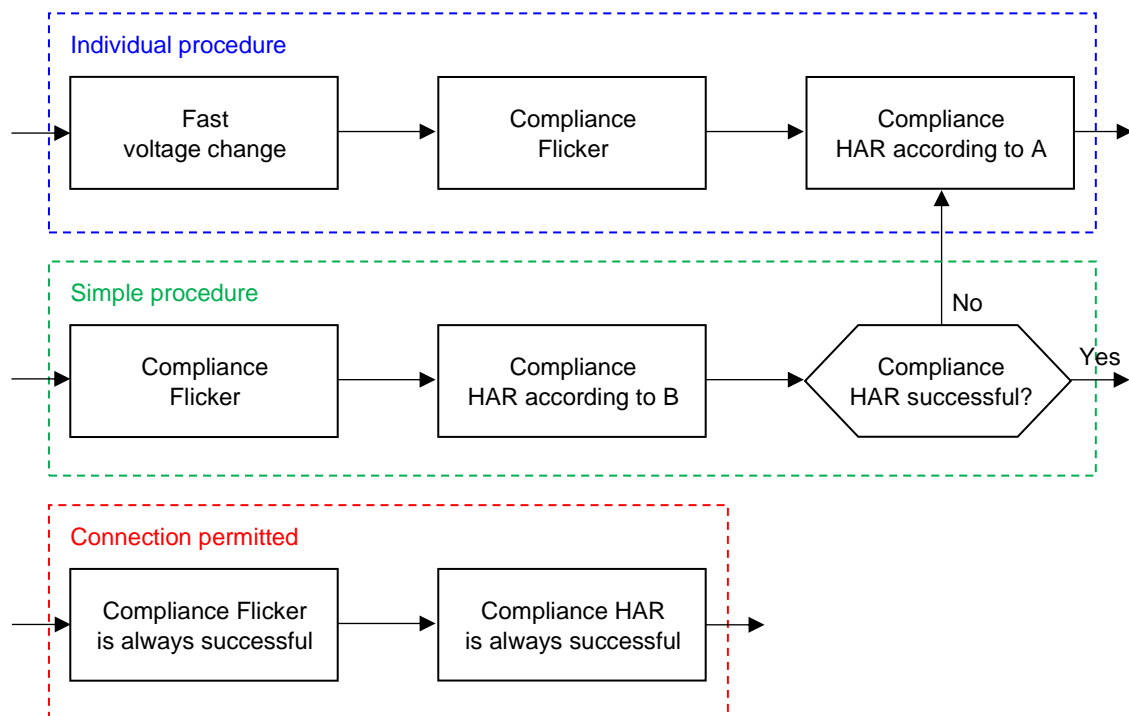 Individual procedure
Fast
voltage change
Compliance
Flicker
Compliance
HAR according to A
Simple procedure
No
Compliance
Flicker
Compliance
HAR according to B
Compliance
HAR successful?
Yes
Connection permitted
Compliance Flicker
is always successful
Compliance HAR
is always successful